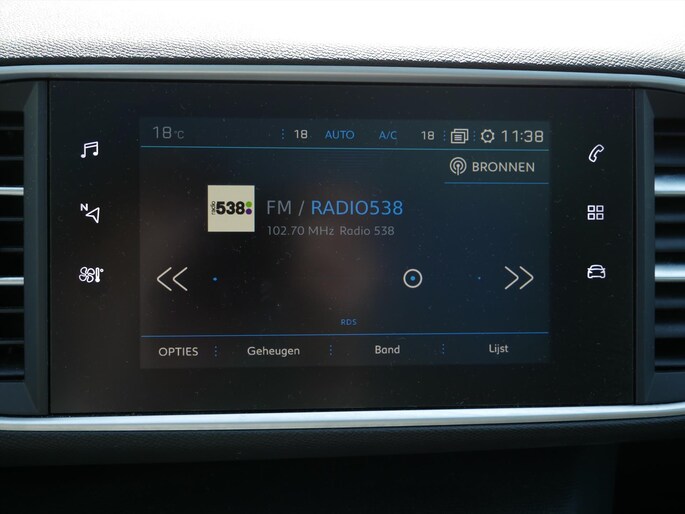 18°C 18 AUTO A/C 18 11:38
BRONNEN
N
radio 538
FM / RADIO538
102.70 MHz Radio 538
RDS
OPTIES Geheugen Band Lijst